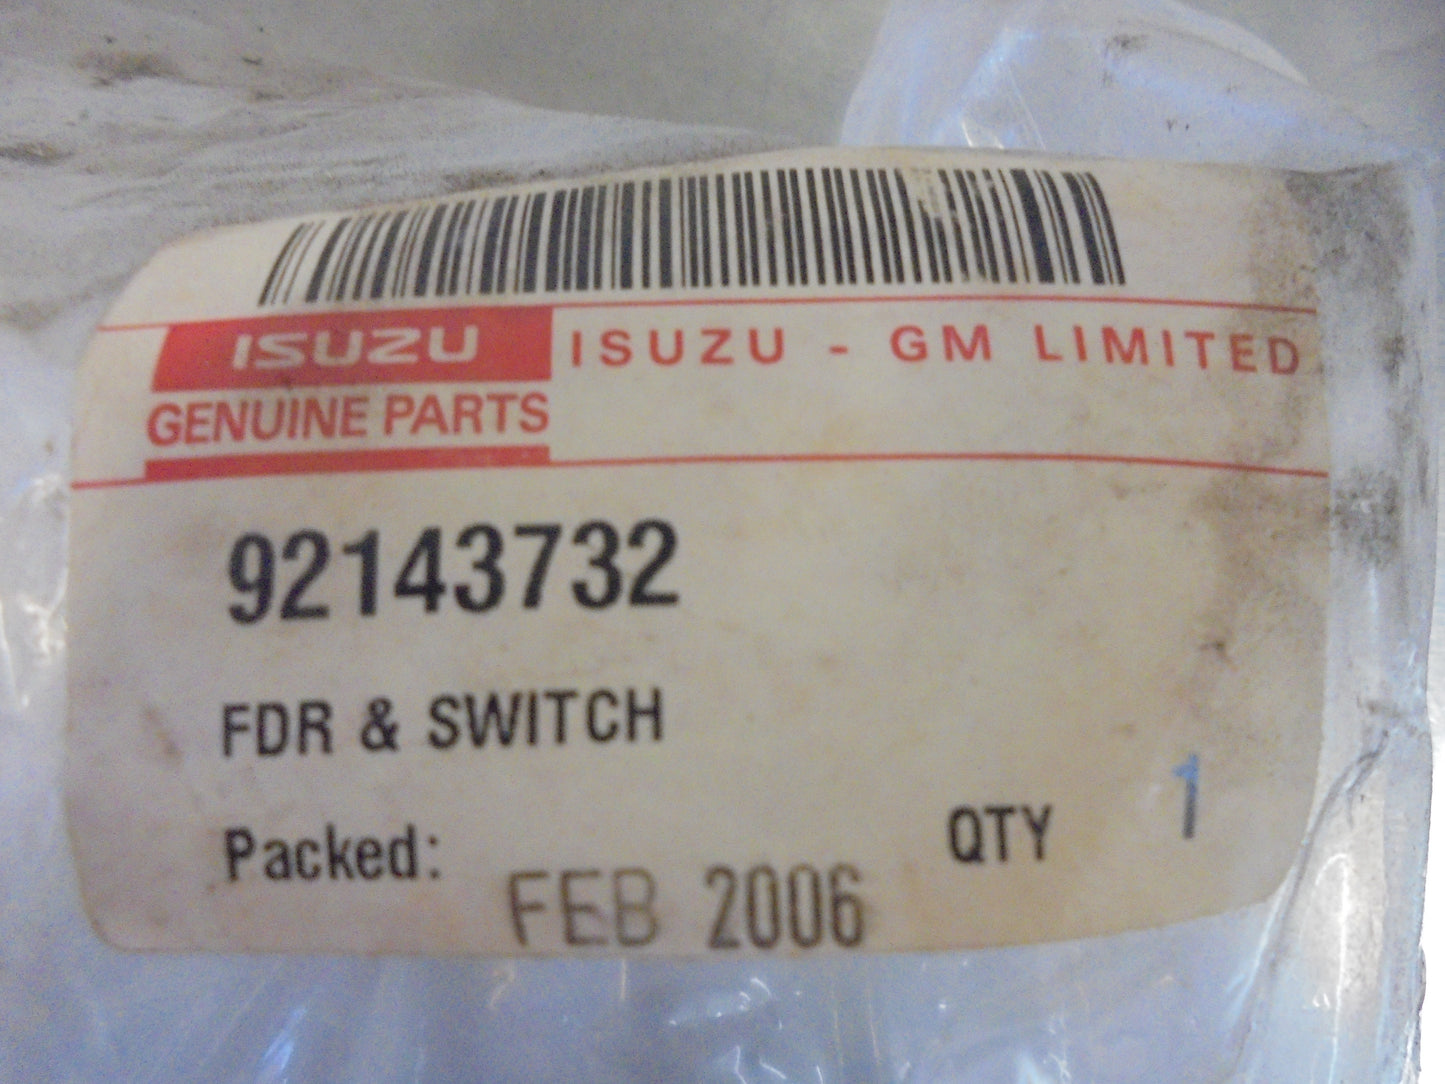 ISUZU
GENUINE PARTS
ISUZU - GM LIMITED
92143732
FDR & SWITCH
Packed: FEB 2006
QTY 1